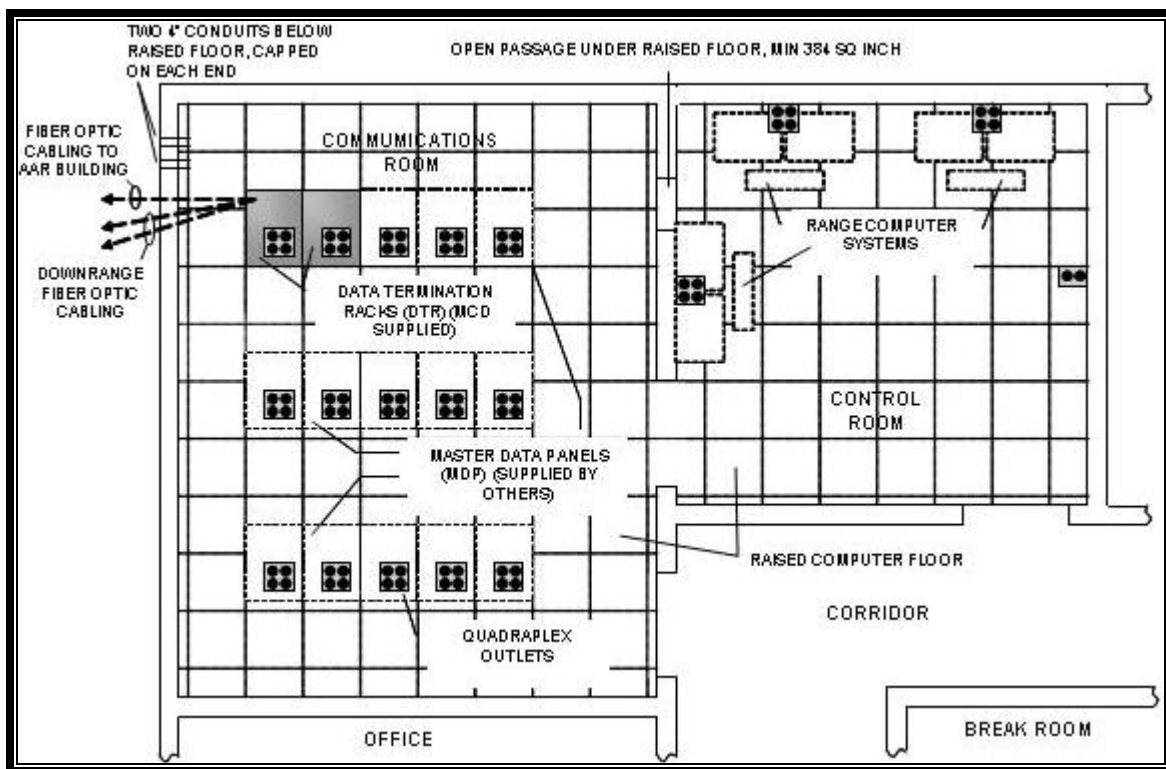 TWO 4" CONDUITS BELOW
RAISED FLOOR, CAPPED
ON EACH END
OPEN PASSAGE UNDER RAISED FLOOR, MIN 384 SQ INCH
FIBER OPTIC
CABLING TO
AAR BUILDING
COMMUMICATIONS
ROOM
RANGE COMPUTER
SYSTEMS
DOWNRANGE
FIBER OPTIC
CABLING
DATA TERMINATION
RACKS (DTR) (MCD
SUPPLIED)
CONTROL
ROOM
MASTER DATA PANELS
(MDP) (SUPPLIED BY
OTHERS)
RAISED COMPUTER FLOOR
CORRIDOR
QUADRAPLEX
OUTLETS
OFFICE
BREAK ROOM